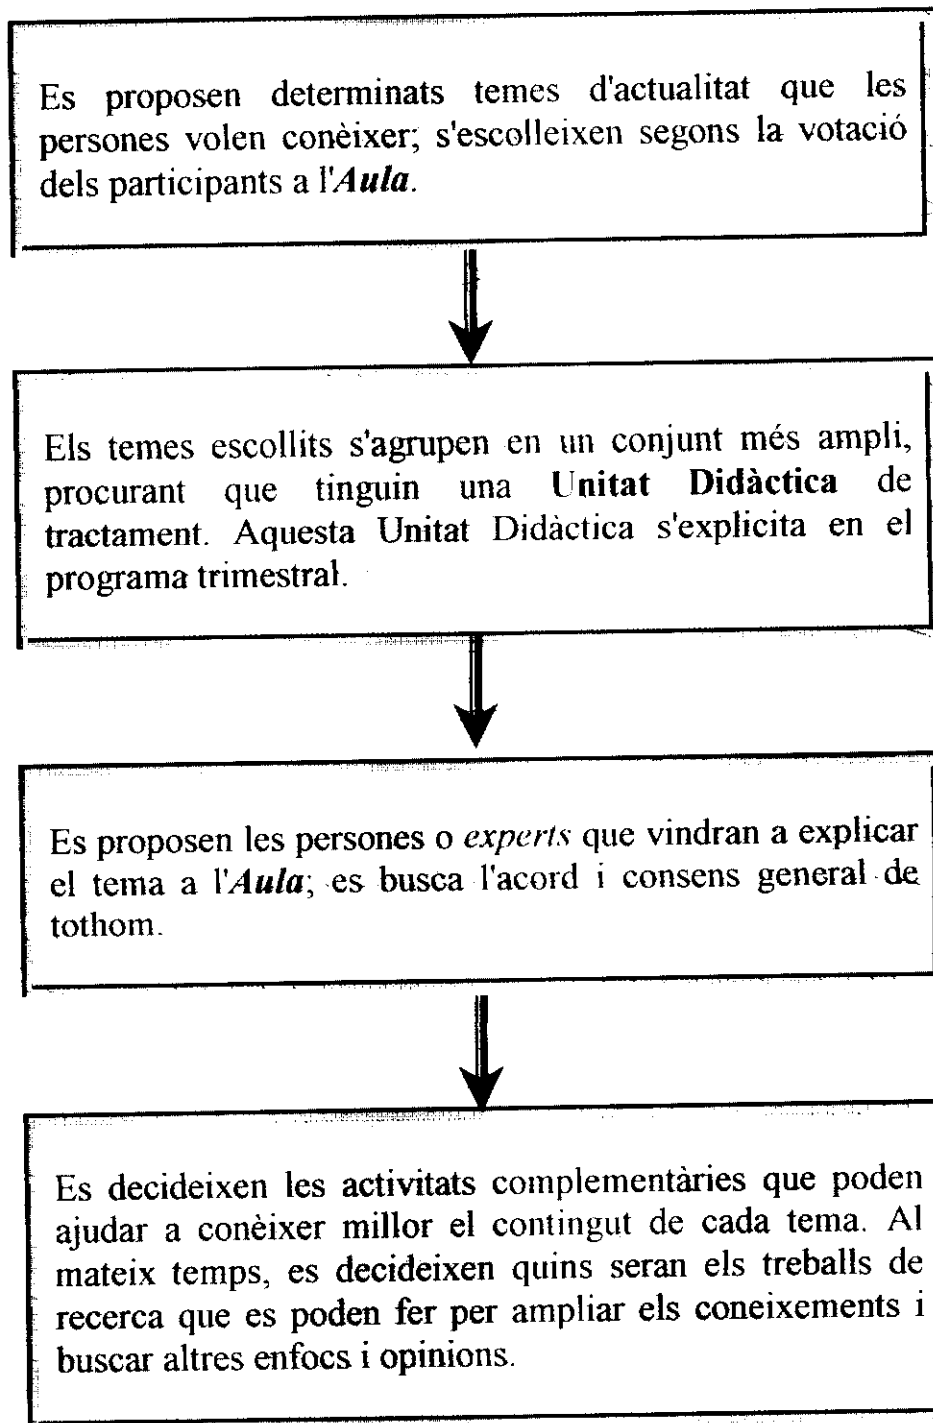 Es proposen determinats temes d'actualitat que les
persones volen conèixer; s'escolleixen segons la votació
dels participants a l'Aula.
Els temes escollits s'agrupen en un conjunt més ampli,
procurant que tinguin una Unitat Didàctica de
tractament. Aquesta Unitat Didàctica s'explicita en el
programa trimestral.
Es proposen les persones o experts que vindran a explicar
el tema a l'Aula; es busca l'acord i consens general de
tothom.
Es decideixen les activitats complementàries que poden
ajudar a conèixer millor el contingut de cada tema. Al
mateix temps, es decideixen quins seran els treballs de
recerca que es poden fer per ampliar els coneixements i
buscar altres enfocs i opinions.